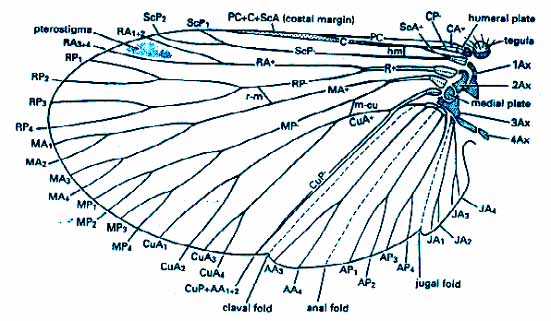 ScP2
ScP1
PC+C+ScA (costal margin)
CP-
ScA+
CA+
humeral plate
tegula
pterostigma
RA1+2
RA3+4
RP1
RP2
RP3
RP4
MA1
MA2
MA3
MA4
MP1
MP2
MP3
MP4
CuA1
CuA2
CuA3
CuA4
CuP+AA1+2
claval fold
AA3
AA4
anal fold
AP1
AP2
AP3
AP4
jugal fold
JA1
JA2
JA3
JA4
C
PC
ScP-
hm
RA+
R+
RP-
r-m
MA+
MP-
m-cu
CuA+
CuP-
1Ax
2Ax
medial plate
3Ax
4Ax